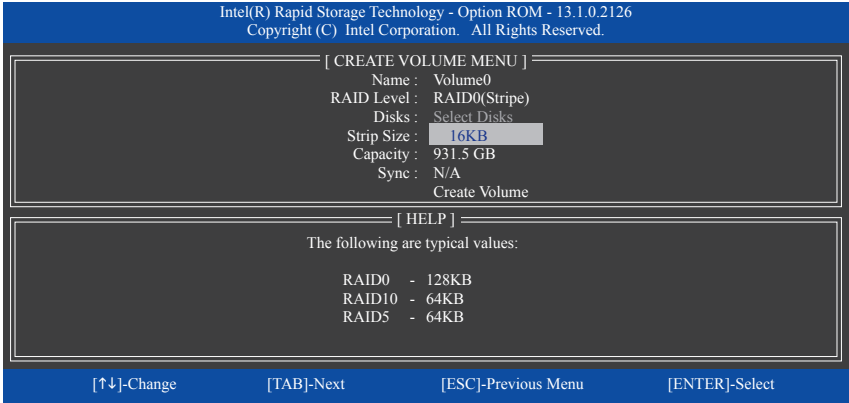 Intel(R) Rapid Storage Technology - Option ROM - 13.1.0.2126
Copyright (C) Intel Corporation. All Rights Reserved.
[ CREATE VOLUME MENU ]
Name : Volume0
RAID Level : RAID0(Stripe)
Disks : Select Disks
Strip Size : 16KB
Capacity : 931.5 GB
Sync : N/A
Create Volume
[ HELP ]
The following are typical values:
RAID0 - 128KB
RAID10 - 64KB
RAID5 - 64KB
[↑↓]-Change [TAB]-Next [ESC]-Previous Menu [ENTER]-Select